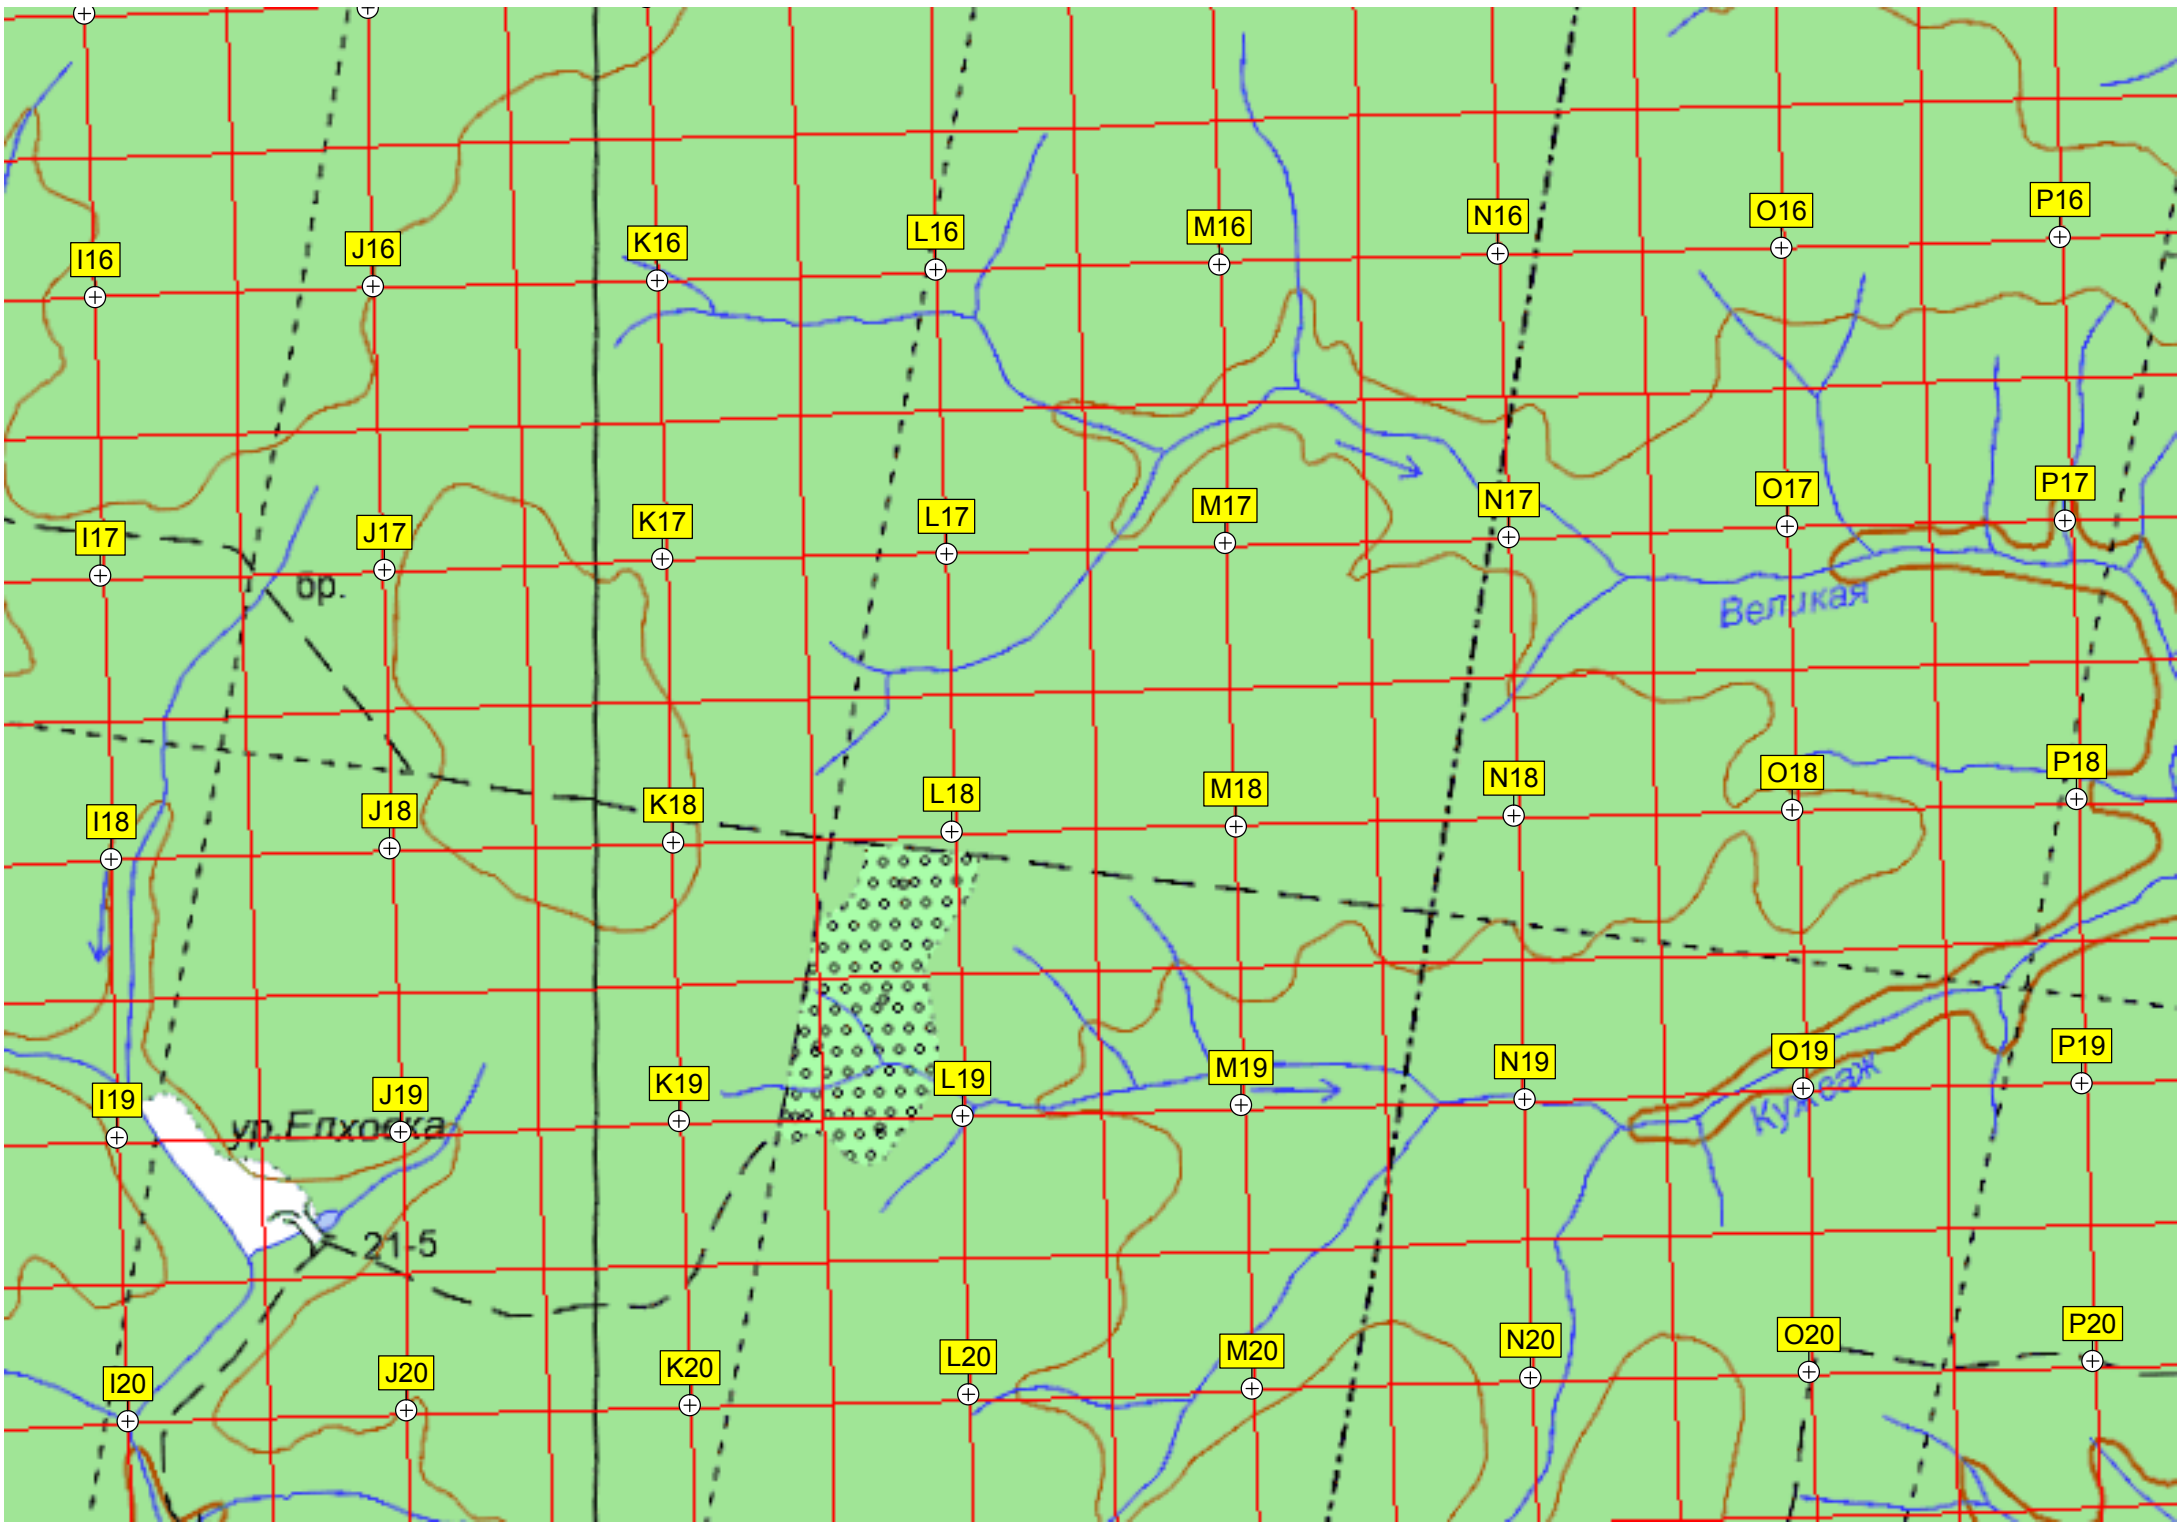 I16 J16 K16 L16 M16 N16 O16 P16
I17 J17 K17 L17 M17 N17 O17 P17
бр.
Великая
I18 J18 K18 L18 M18 N18 O18 P18
I19 J19 K19 L19 M19 N19 O19 P19
ур.Елховка
Кужваж
21-5
I20 J20 K20 L20 M20 N20 O20 P20